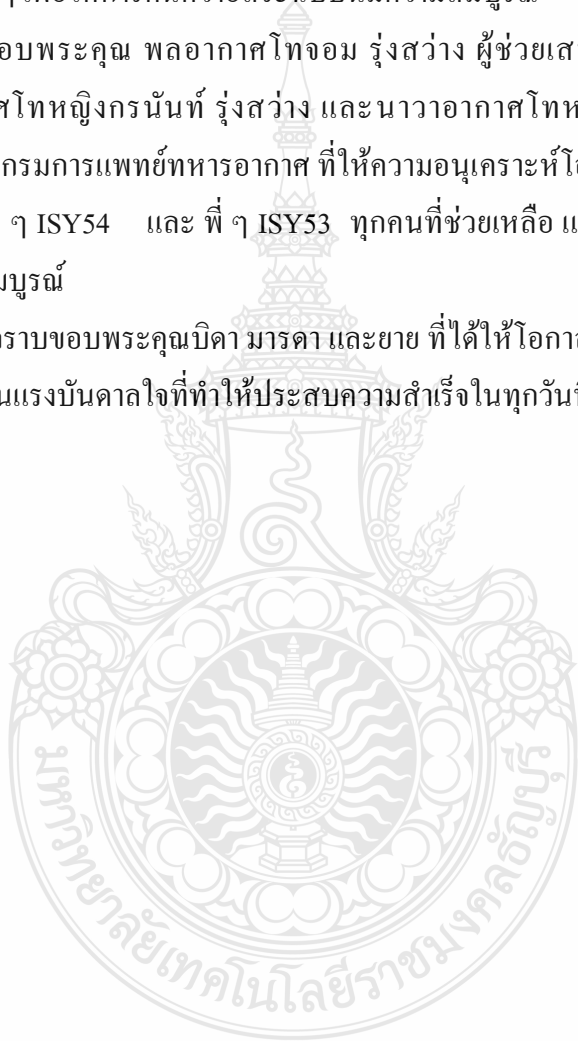 อบพระคุณ พลอากาศโทจอม รุ่งสว่าง ผู้ช่วยเส
ศโทหญิงกรนันท์ รุ่งสว่าง และนาวาอากาศโทห
กรมการแพทย์ทหารอากาศ ที่ให้ความอนุเคราะห์โ
ๆ ISY54 และ พี่ ๆ ISY53 ทุกคนที่ช่วยเหลือ แ
มบูรณ์
ราบขอบพระคุณบิดา มารดา และยาย ที่ได้ให้โอกา
นแรงบันดาลใจที่ทำให้ประสบความสำเร็จในทุกวัน
มหาวิทยาลัยเทคโนโลยีราชมงคลธัญบุรี